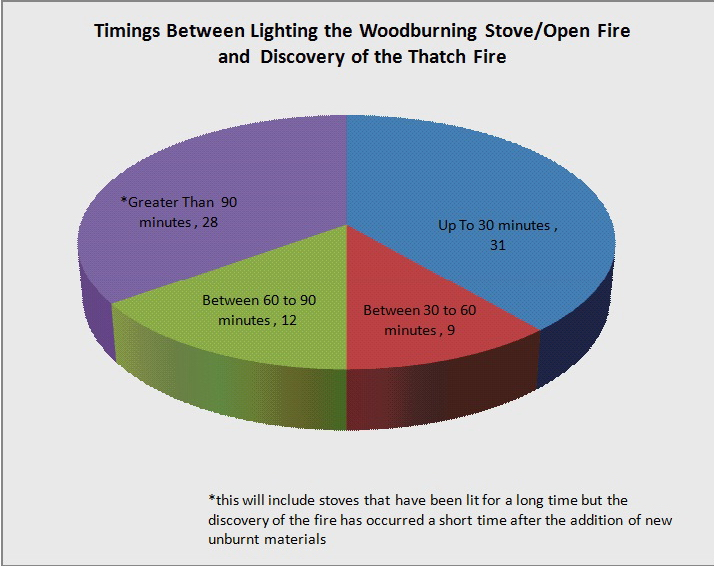 Timings Between Lighting the Woodburning Stove/Open Fire
and Discovery of the Thatch Fire
*Greater Than 90
minutes , 28
Up To 30 minutes ,
31
Between 60 to 90
minutes , 12
Between 30 to 60
minutes , 9
*this will include stoves that have been lit for a long time but the
discovery of the fire has occurred a short time after the addition of new
unburnt materials